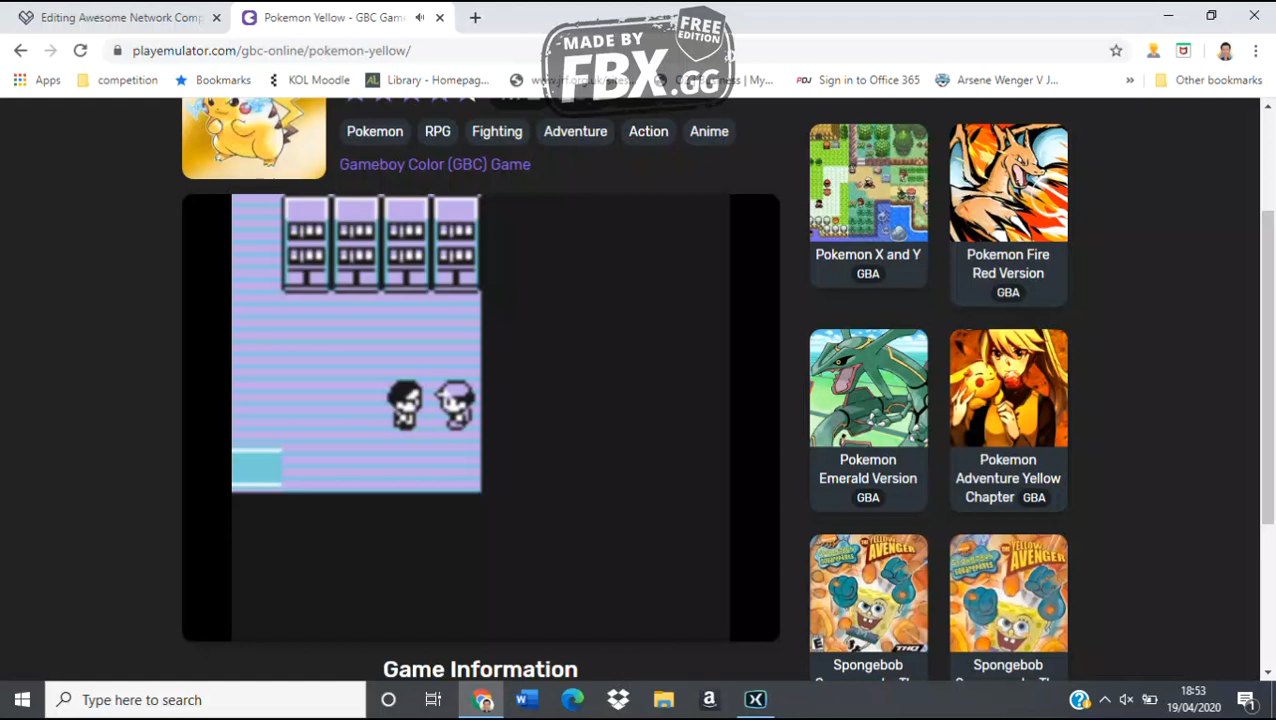 Editing Awesome Network Comp
Pokemon Yellow - GBC Gam
MADE BY
FBX.GG
FREE
EDITION
playemulator.com/gbc-online/pokemon-yellow/
Apps
competition
Bookmarks
KOL Moodle
Library - Homepag...
Business | My...
Sign in to Office 365
Arsene Wenger V J...
»
Other bookmarks
Pokemon
RPG
Fighting
Adventure
Action
Anime
Gameboy Color (GBC) Game
Pokemon X and Y
GBA
Pokemon Fire
Red Version
GBA
Pokemon
Emerald Version
GBA
Pokemon
Adventure Yellow
Chapter GBA
Spongebob
Spongebob
Game Information
Type here to search
18:53
19/04/2020
1